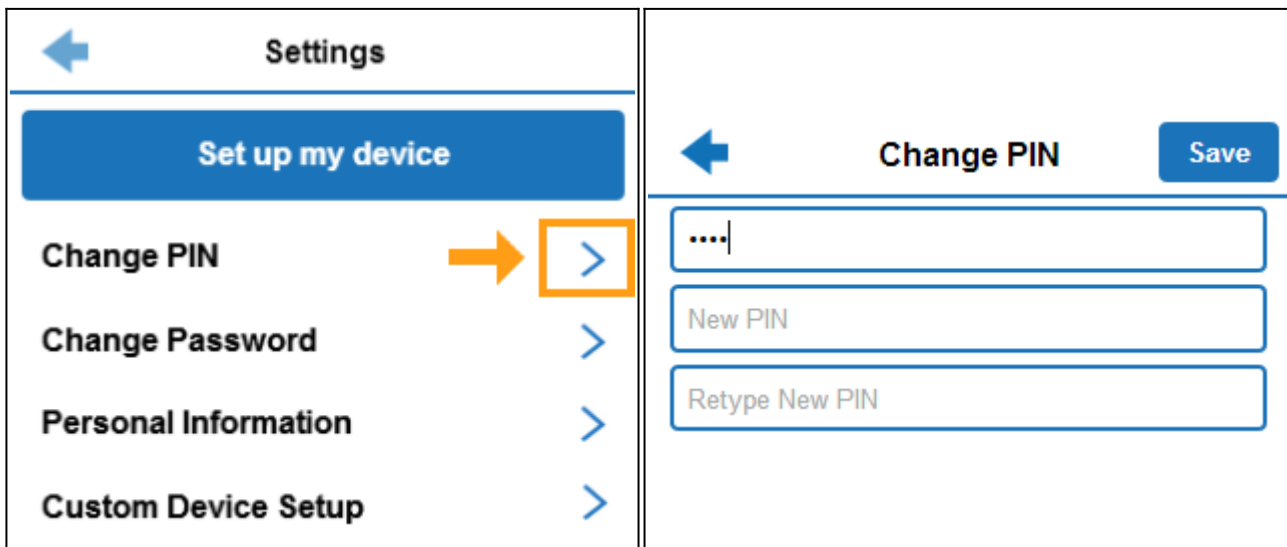 Settings
Set up my device
Change PIN
Change Password
Personal Information
Custom Device Setup
Change PIN
Save
••••
New PIN
Retype New PIN